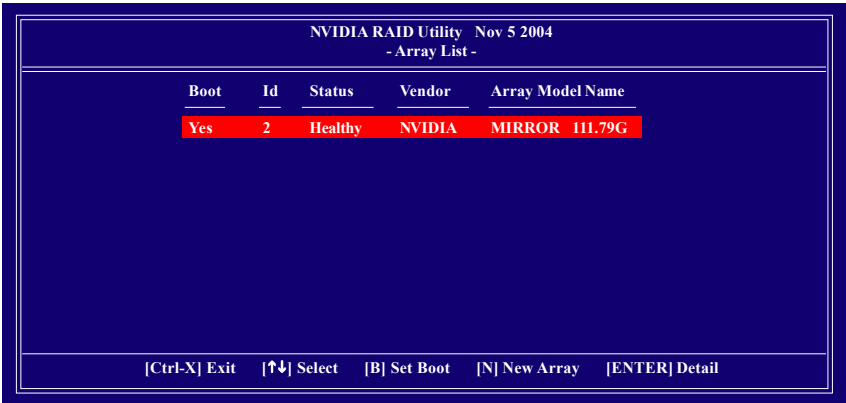 NVIDIA RAID Utility Nov 5 2004
- Array List -
Boot Id Status Vendor Array Model Name
Yes 2 Healthy NVIDIA MIRROR 111.79G
[Ctrl-X] Exit [↑↓] Select [B] Set Boot [N] New Array [ENTER] Detail